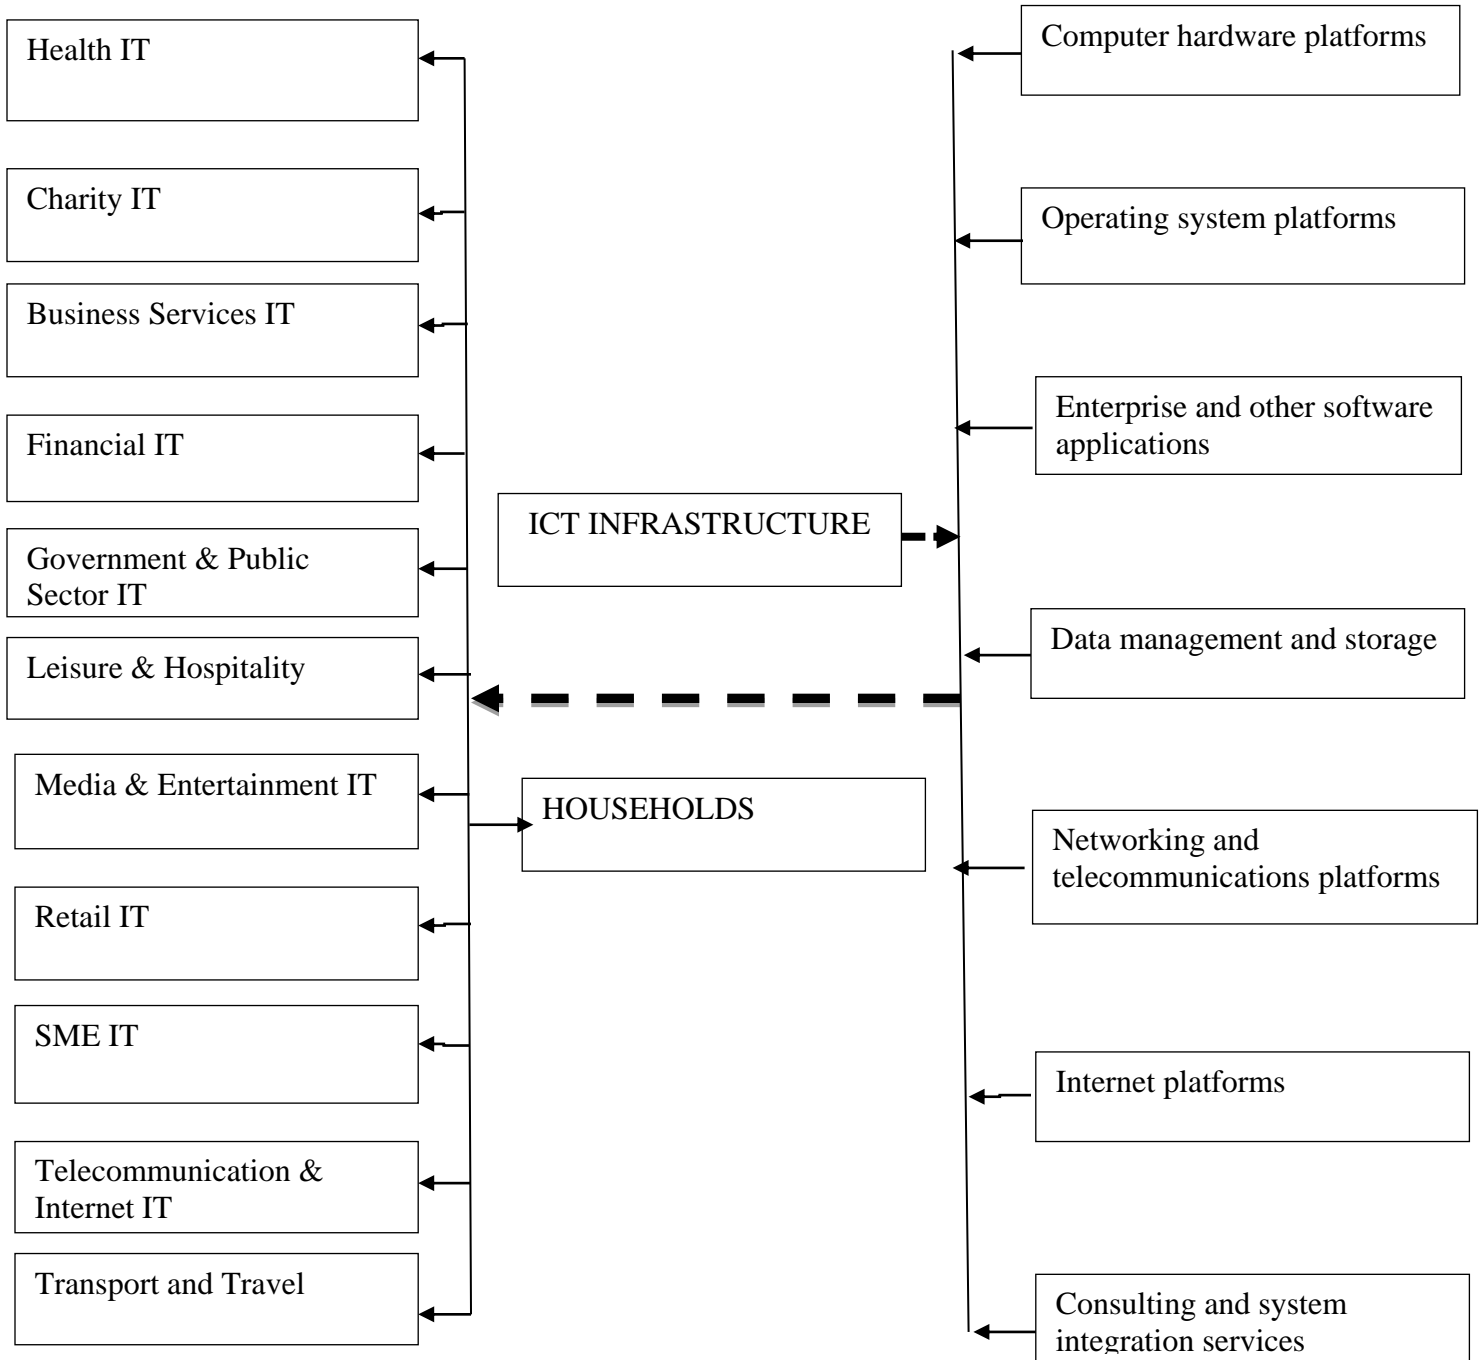 Health IT
Charity IT
Business Services IT
Financial IT
Government & Public
Sector IT
Leisure & Hospitality
Media & Entertainment IT
Retail IT
SME IT
Telecommunication &
Internet IT
Transport and Travel
ICT INFRASTRUCTURE
HOUSEHOLDS
Computer hardware platforms
Operating system platforms
Enterprise and other software
applications
Data management and storage
Networking and
telecommunications platforms
Internet platforms
Consulting and system
integration services